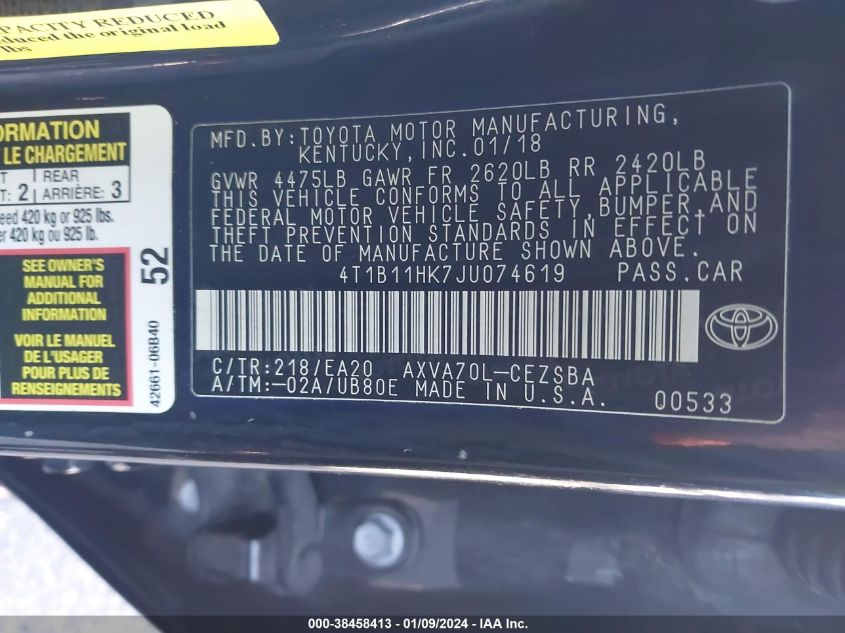 PACITY REDUCED
duced the original load
lbs
ORMATION
LE CHARGEMENT
REAR
: 2 ARRIÈRE: 3
eed 420 kg or 925 lbs.
er 420 kg ou 925 lb.
SEE OWNER'S
MANUAL FOR
ADDITIONAL
INFORMATION
VOIR LE MANUEL
DE L'USAGER
POUR PLUS DE
RENSEIGNEMENTS
52
42661-06B40
MFD.BY:TOYOTA MOTOR MANUFACTURING,
KENTUCKY,INC.01/18
GVWR 4475LB GAWR FR 2620LB RR 2420LB
THIS VEHICLE CONFORMS TO ALL APPLICABLE
FEDERAL MOTOR VEHICLE SAFETY,BUMPER,AND
THEFT PREVENTION STANDARDS IN EFFECT ON
THE DATE OF MANUFACTURE SHOWN ABOVE.
4T1B11HK7JU074619 PASS.CAR
C/TR:218/EA20 AXVA70L-CEZSBA
A/TM:-02A/UB80E MADE IN U.S.A. 00533
000-38458413 - 01/09/2024 - IAA Inc.